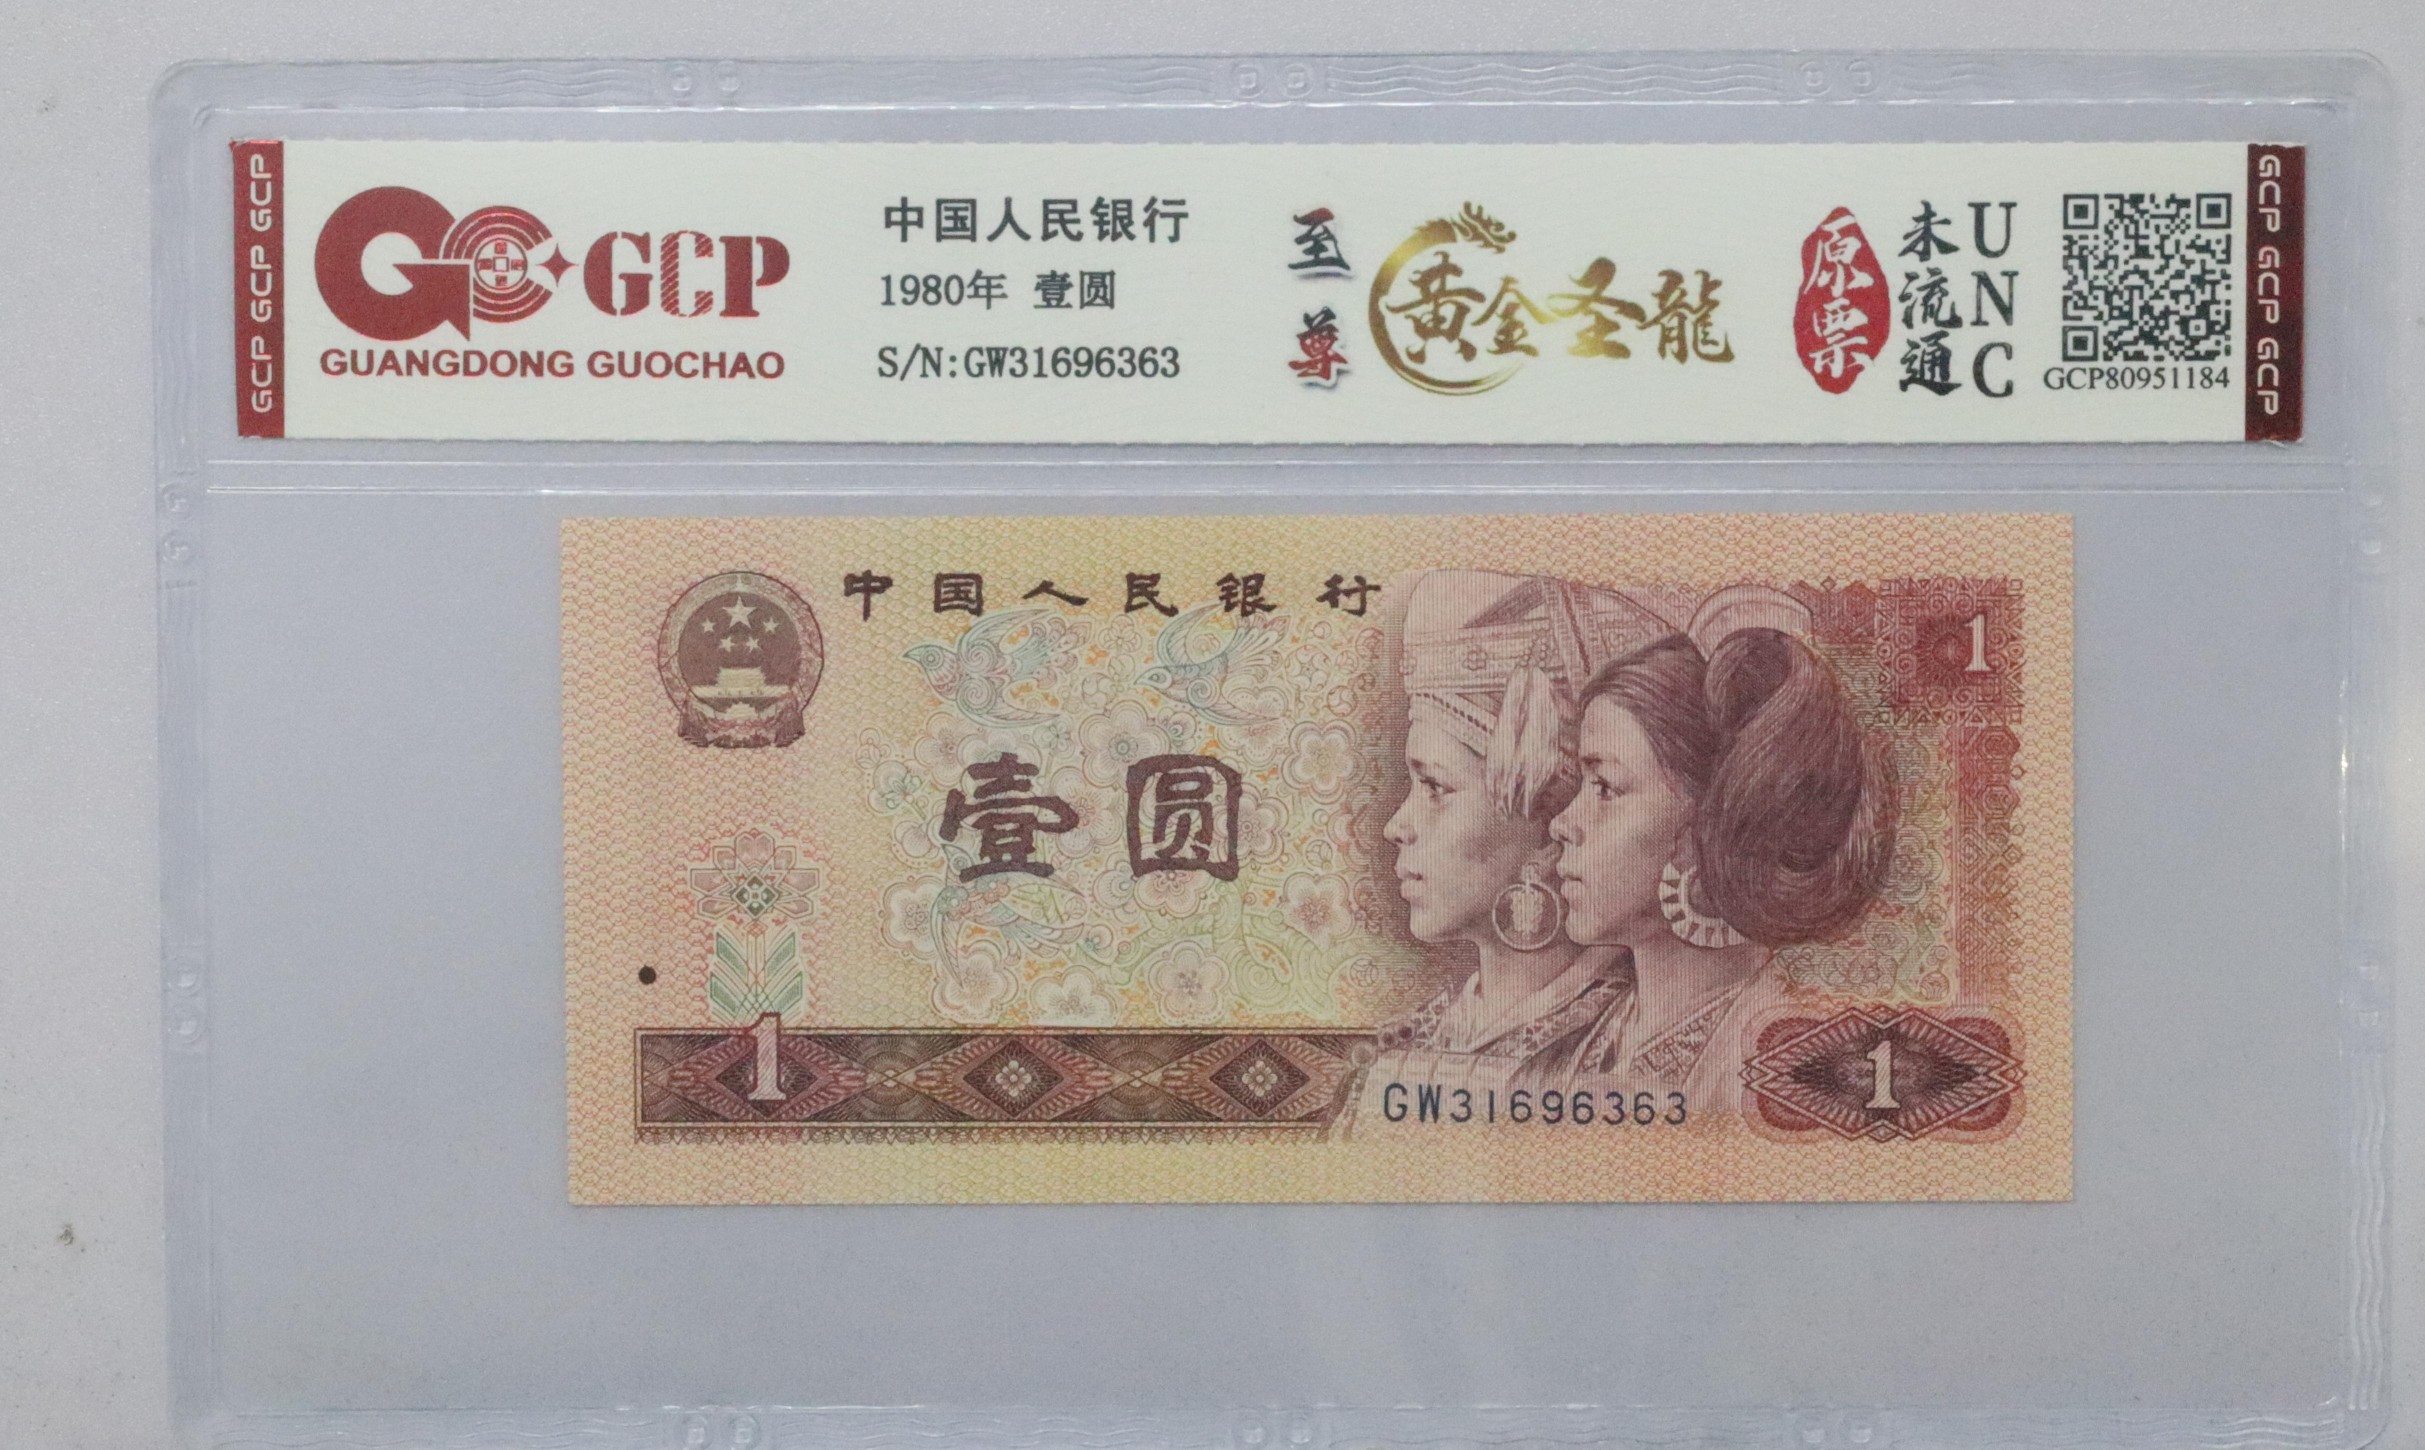 GCP GCP GCP
GCP
GUANGDONG GUOCHAO
中国人民银行
1980年 壹圆
S/N:GW31696363
至尊
黄金圣龍
原票
未流通
UNC
GCP80951184
GCP GCP GCP
中国人民银行
1
壹圆
1
GW31696363
1